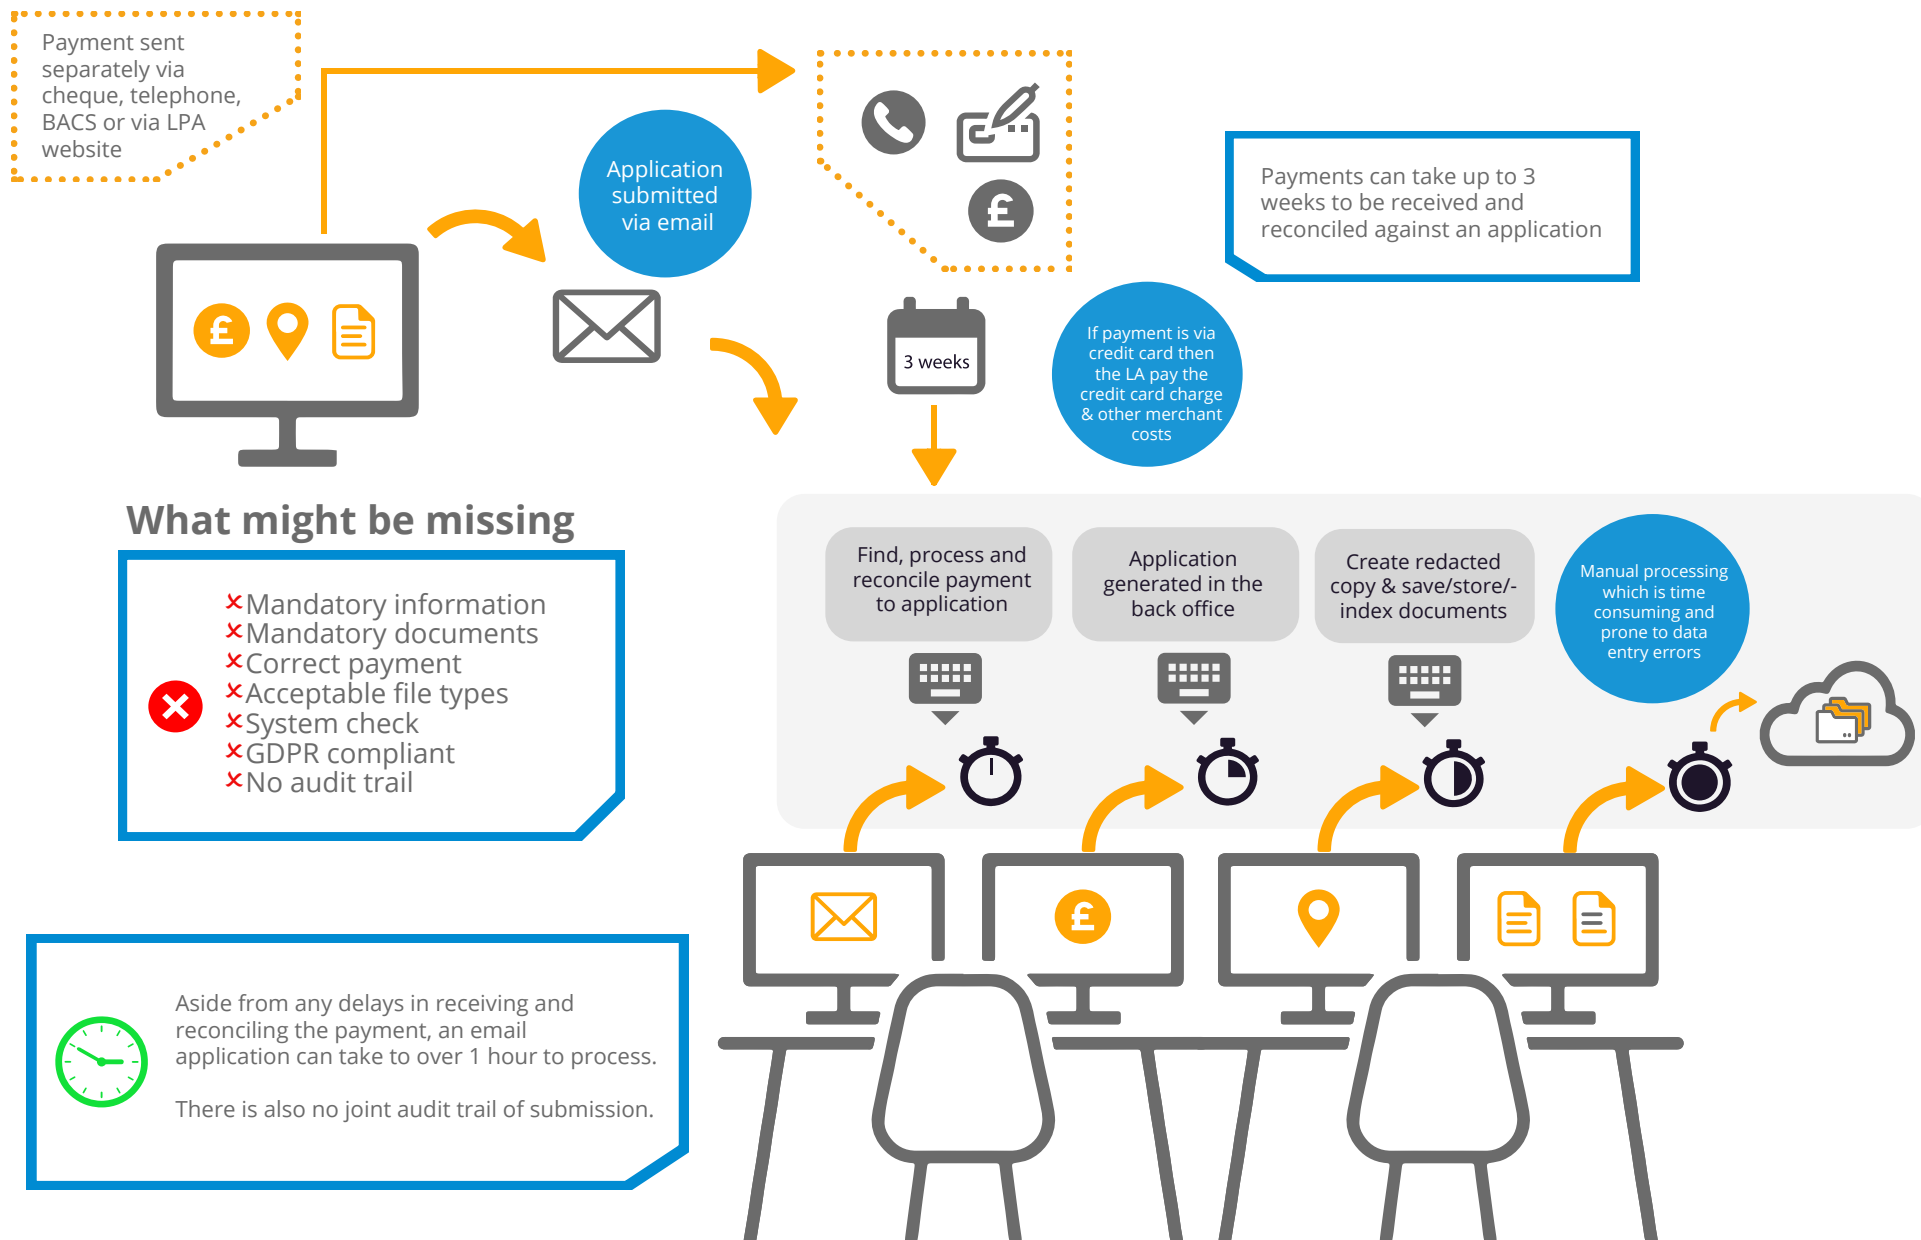 Payment sent
separately via
cheque, telephone,
BACS or via LPA
website
Application
submitted
via email
Payments can take up to 3
weeks to be received and
reconciled against an application
3 weeks
If payment is via
credit card then
the LA pay the
credit card charge
& other merchant
costs
What might be missing
Mandatory information
Mandatory documents
Correct payment
Acceptable file types
System check
GDPR compliant
No audit trail
Find, process and
reconcile payment
to application
Application
generated in the
back office
Create redacted
copy & save/store/-
index documents
Manual processing
which is time
consuming and
prone to data
entry errors
Aside from any delays in receiving and
reconciling the payment, an email
application can take to over 1 hour to process.
There is also no joint audit trail of submission.
£
£
£